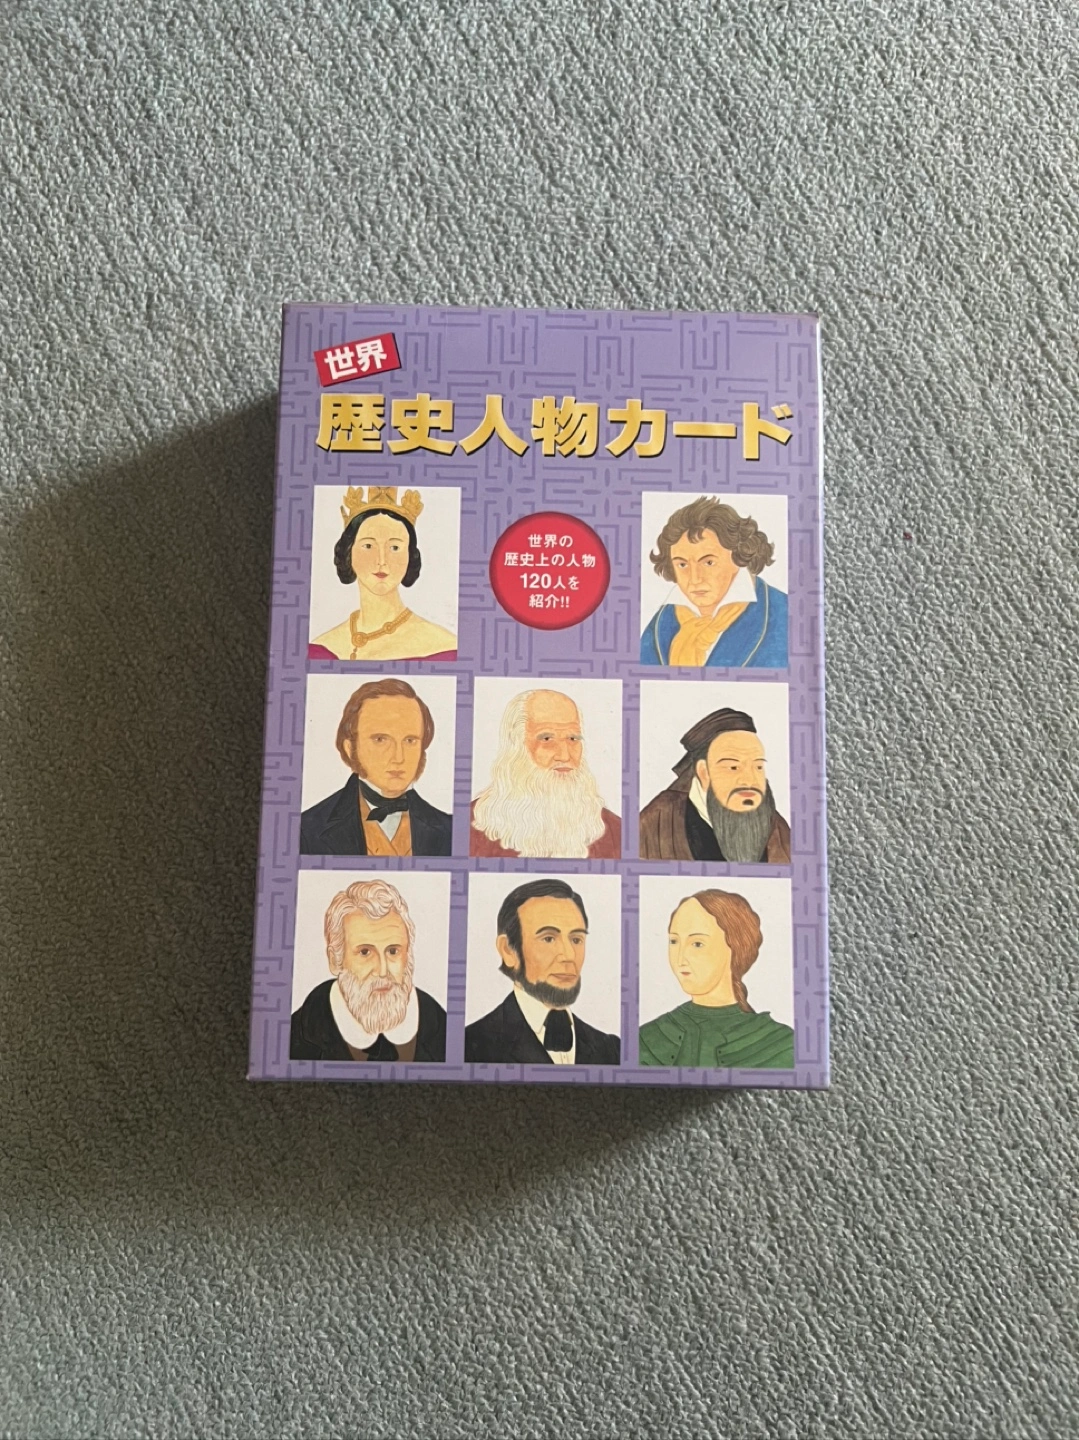 世界
歴史人物カード
世界の
歴史上の人物
120人を
紹介!!